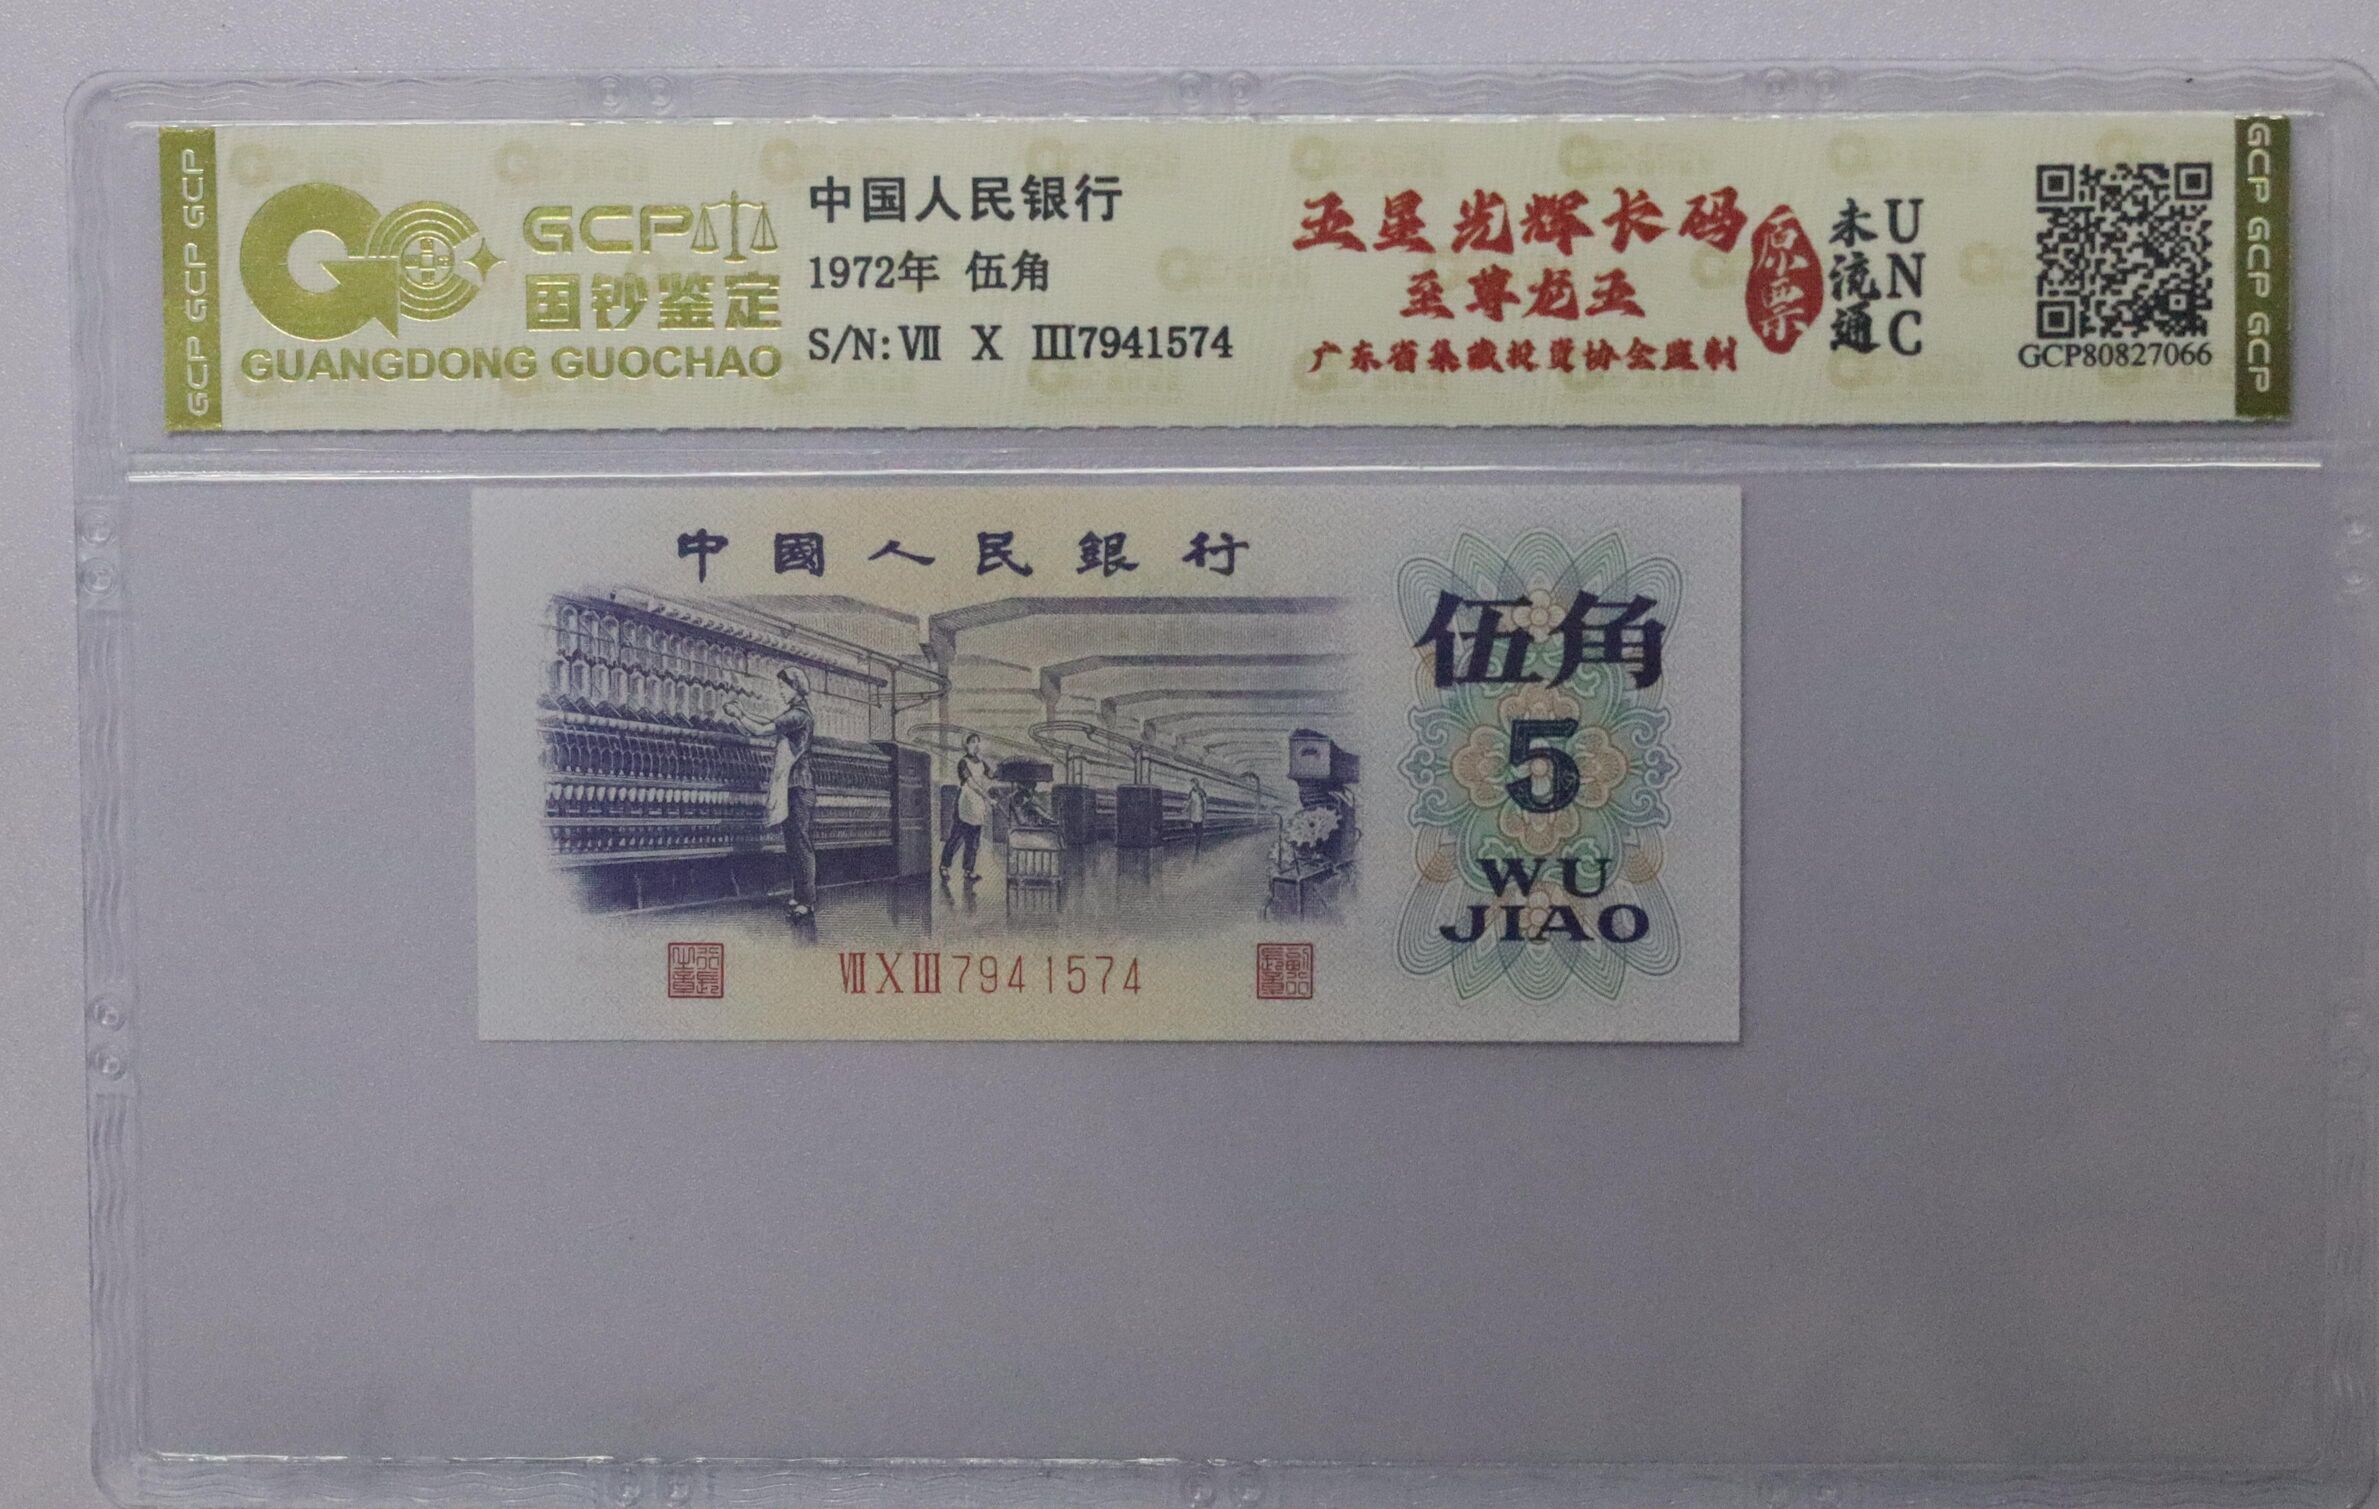 GCP GCP GCP
GCP
国钞鉴定
GUANGDONG GUOCHAO
中国人民银行
1972年 伍角
S/N:Ⅶ Ⅹ Ⅲ7941574
五星光辉长码
至尊龙王
广东省集藏投资协会监制
原票
未流通
UNC
GCP80827066
GCP GCP GCP
中國人民銀行
伍角
5
WU
JIAO
ⅦⅩⅢ7941574